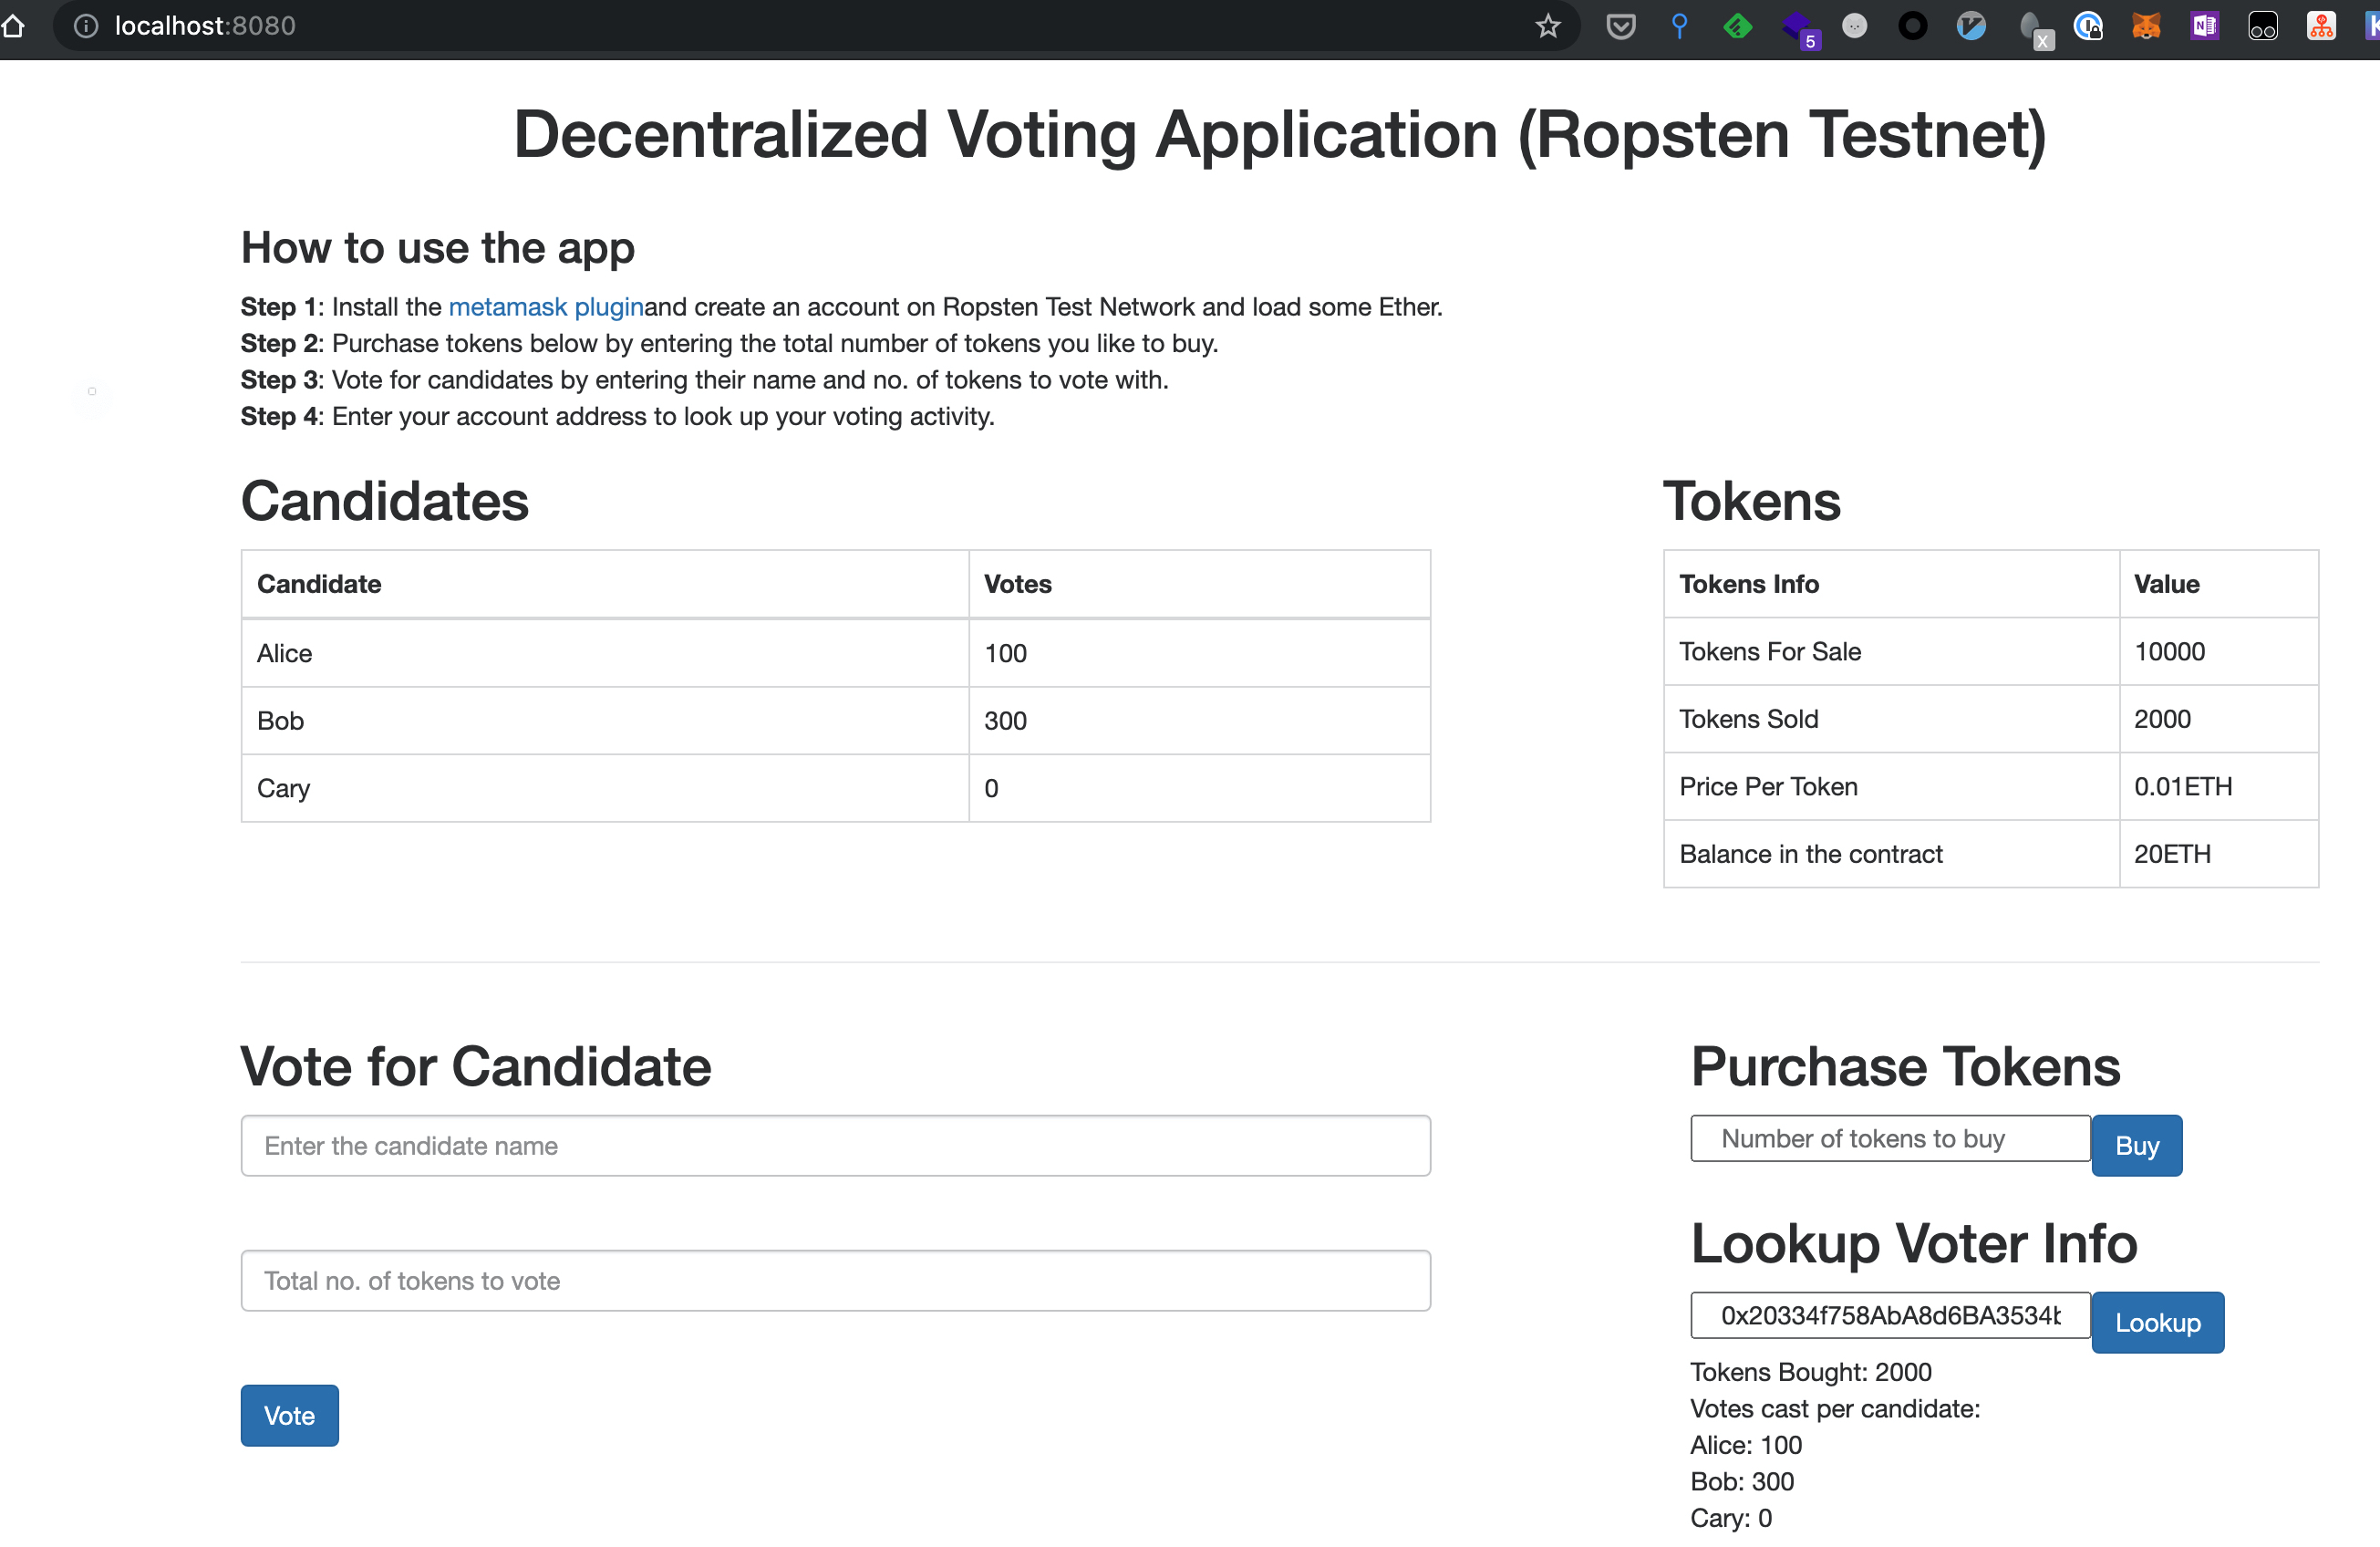 localhost:8080
5
X
Decentralized Voting Application (Ropsten Testnet)
How to use the app
Step 1: Install the metamask pluginand create an account on Ropsten Test Network and load some Ether.
Step 2: Purchase tokens below by entering the total number of tokens you like to buy.
Step 3: Vote for candidates by entering their name and no. of tokens to vote with.
Step 4: Enter your account address to look up your voting activity.
Candidates
Candidate Votes
Alice 100
Bob 300
Cary 0
Tokens
Tokens Info Value
Tokens For Sale 10000
Tokens Sold 2000
Price Per Token 0.01ETH
Balance in the contract 20ETH
Vote for Candidate
Enter the candidate name
Total no. of tokens to vote
Vote
Purchase Tokens
Number of tokens to buy
Buy
Lookup Voter Info
0x20334f758AbA8d6BA3534
Lookup
Tokens Bought: 2000
Votes cast per candidate:
Alice: 100
Bob: 300
Cary: 0